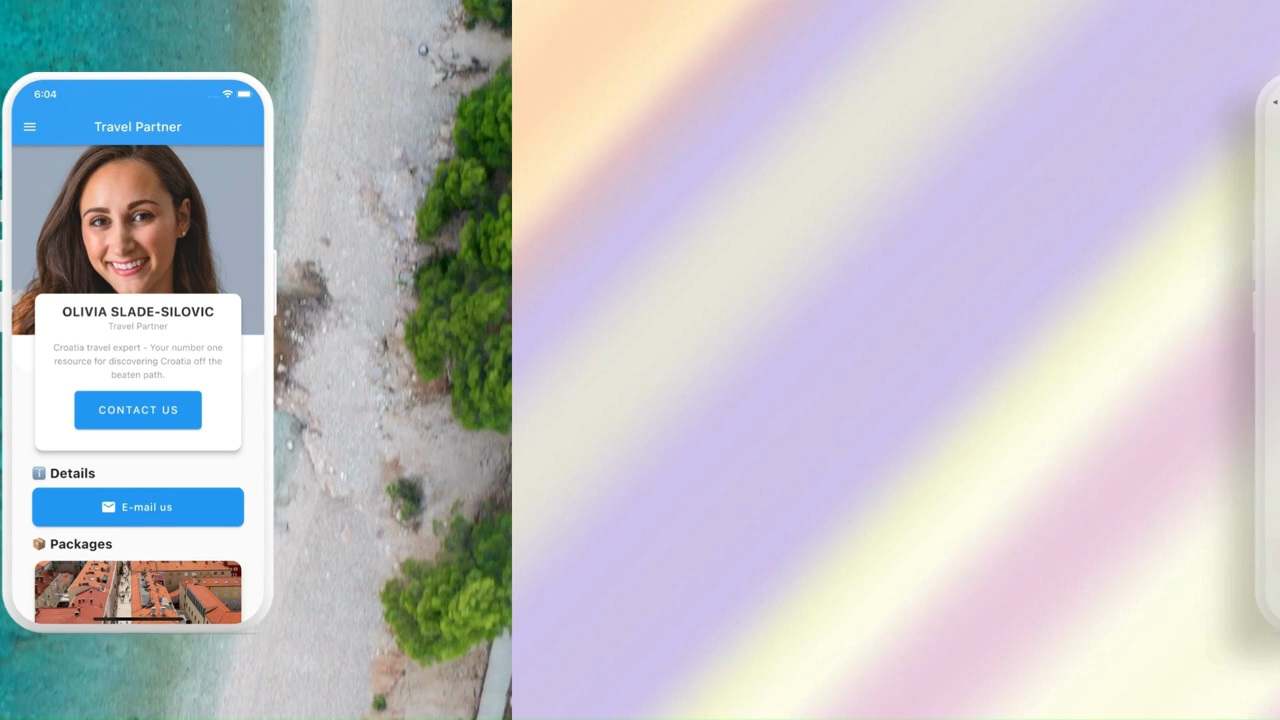 6:04
Travel Partner
OLIVIA SLADE-SILOVIC
Travel Partner
Croatia travel expert - Your number one
resource for discovering Croatia off the
beaten path.
CONTACT US
Details
E-mail us
Packages